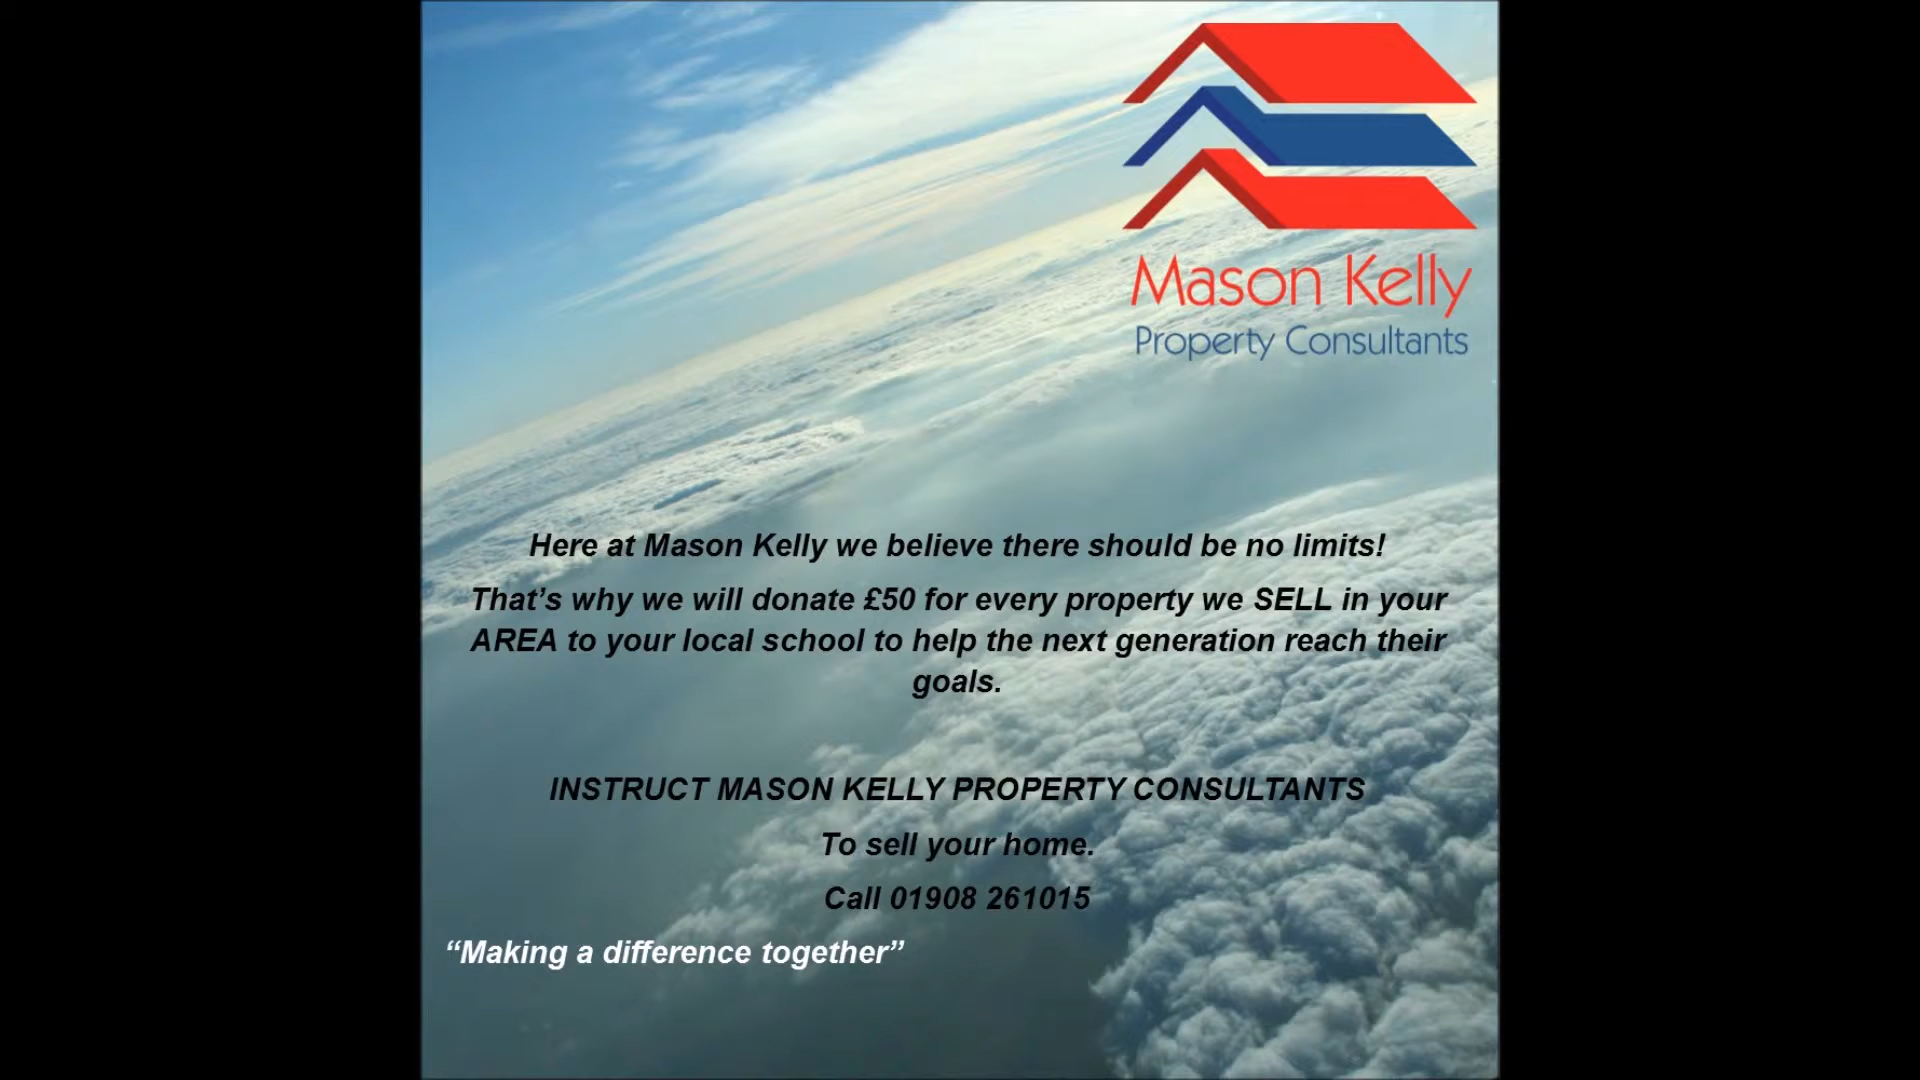 Mason Kelly
Property Consultants
Here at Mason Kelly we believe there should be no limits!
That’s why we will donate £50 for every property we SELL in your
AREA to your local school to help the next generation reach their
goals.
INSTRUCT MASON KELLY PROPERTY CONSULTANTS
To sell your home.
Call 01908 261015
“Making a difference together”